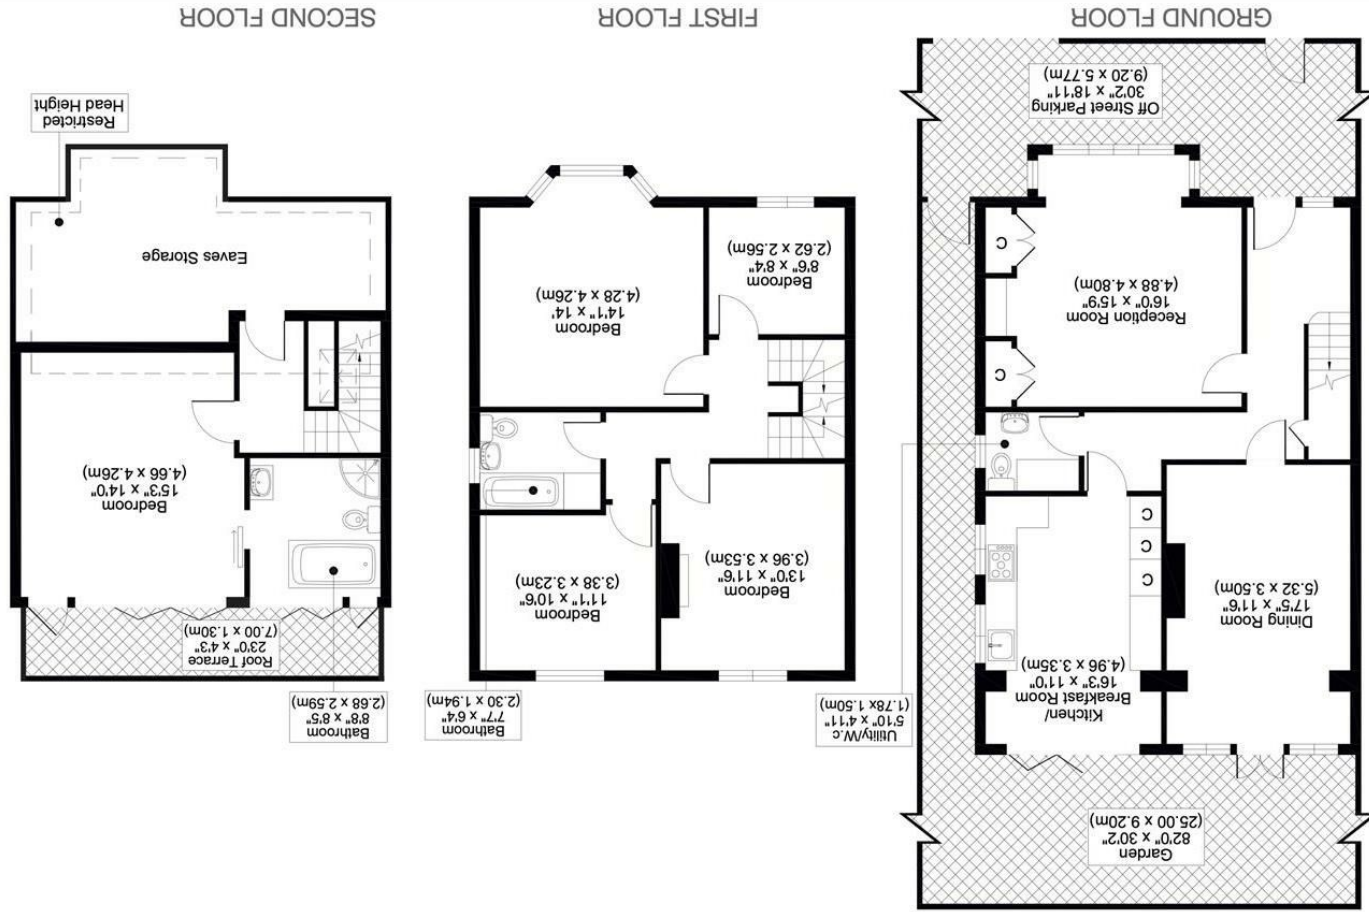 Garden
82'0" x 30'2"
(25.00 x 9.20m)
Dining Room
17'5" x 11'6"
(5.32 x 3.50m)
Kitchen/
Breakfast Room
16'3" x 11'0"
(4.96 x 3.35m)
C
C
C
Utility/W.c
5'10" x 4'11"
(1.78x 1.50m)
Reception Room
16'0" x 15'9"
(4.88 x 4.80m)
C
C
Off Street Parking
30'2" x 18'11"
(9.20 x 5.77m)
GROUND FLOOR
Bedroom
13'0" x 11'6"
(3.96 x 3.53m)
Bedroom
11'1" x 10'6"
(3.38 x 3.23m)
Bathroom
7'7" x 6'4"
(2.30 x 1.94m)
Bedroom
8'6" x 8'4"
(2.62 x 2.56m)
Bedroom
14'1" x 14'
(4.28 x 4.26m)
FIRST FLOOR
Bathroom
8'8" x 8'5"
(2.68 x 2.59m)
Roof Terrace
23'0" x 4'3"
(7.00 x 1.30m)
Bedroom
15'3" x 14'0"
(4.66 x 4.26m)
Eaves Storage
Restricted
Head Height
SECOND FLOOR